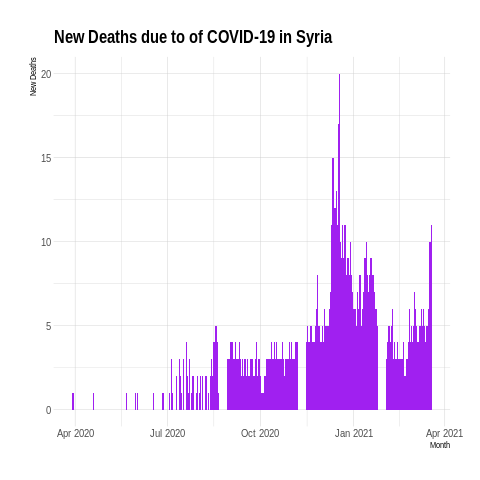 New Deaths due to of COVID-19 in Syria
New Deaths
20
15
10
5
0
Apr 2020 Jul 2020 Oct 2020 Jan 2021 Apr 2021
Month